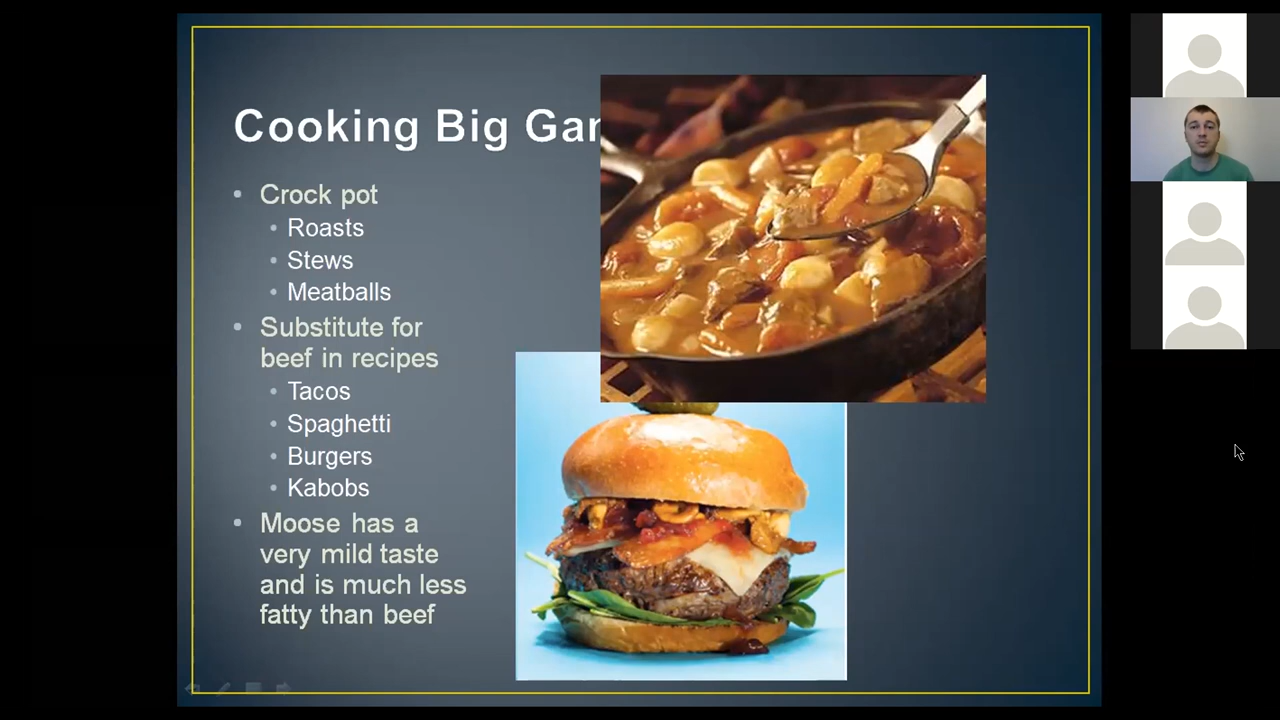 Cooking Big Gar
Crock pot
Roasts
Stews
Meatballs
Substitute for
beef in recipes
Tacos
Spaghetti
Burgers
Kabobs
Moose has a
very mild taste
and is much less
fatty than beef